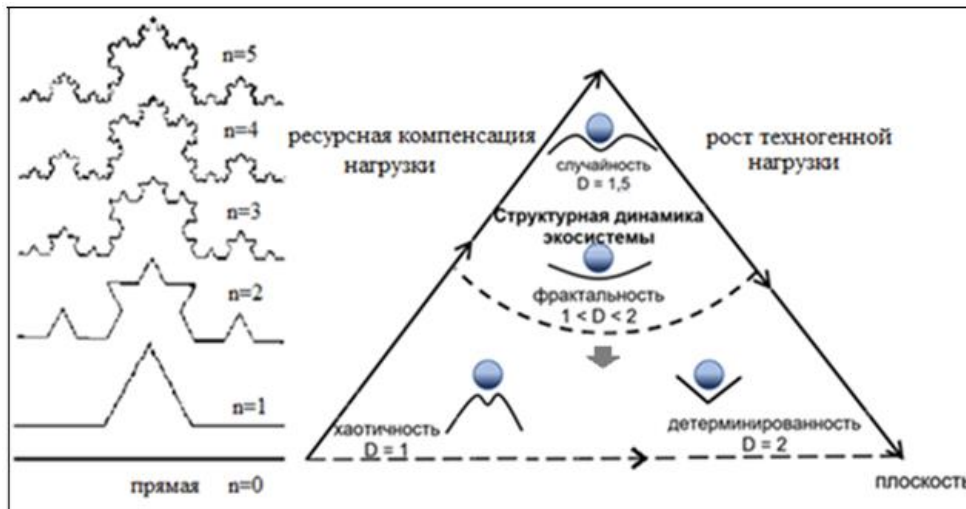 n=5
n=4
n=3
n=2
n=1
прямая n=0
ресурсная компенсация
нагрузки
рост техногенной
нагрузки
случайность
D = 1,5
Структурная динамика
экосистемы
фрактальность
1 < D < 2
хаотичность
D = 1
детерминированность
D = 2
плоскость